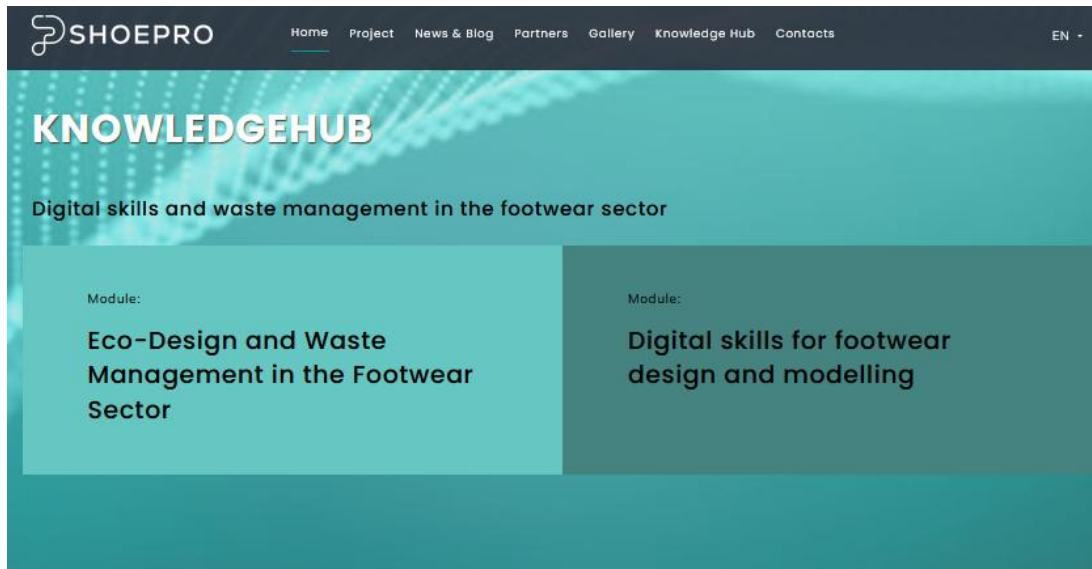 SHOEPRO
Home Project News & Blog Partners Gallery Knowledge Hub Contacts EN
KNOWLEDGEHUB
Digital skills and waste management in the footwear sector
Module:
Eco-Design and Waste
Management in the Footwear
Sector
Module:
Digital skills for footwear
design and modelling